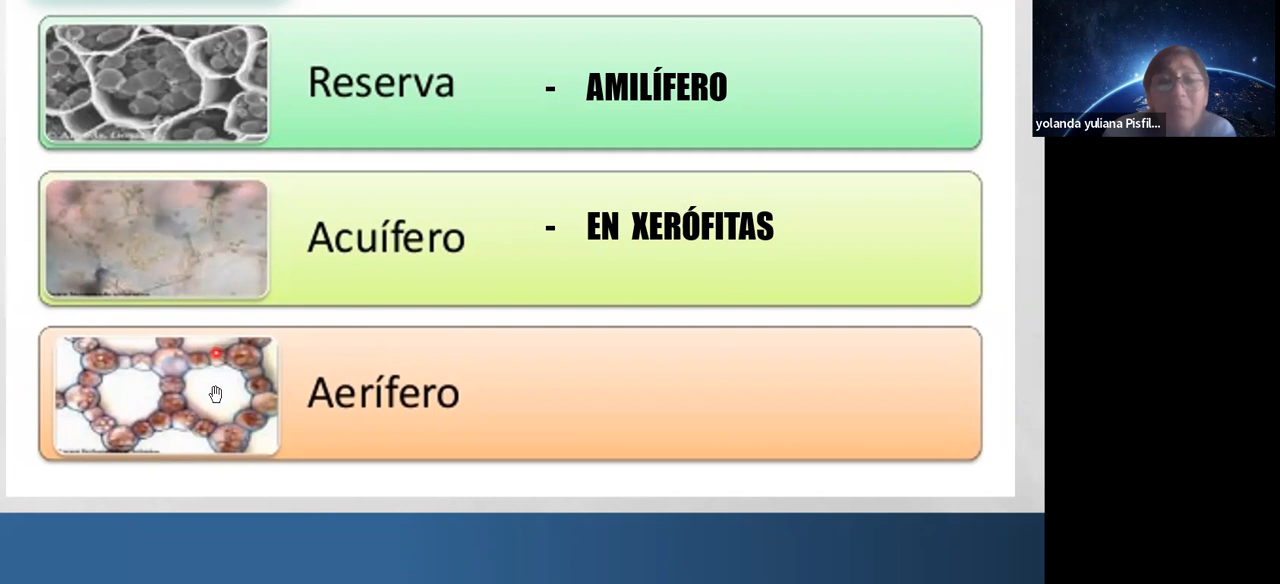 Reserva - AMILÍFERO
Acuífero - EN XERÓFITAS
Aerífero
yolanda yuliana Pisfil...